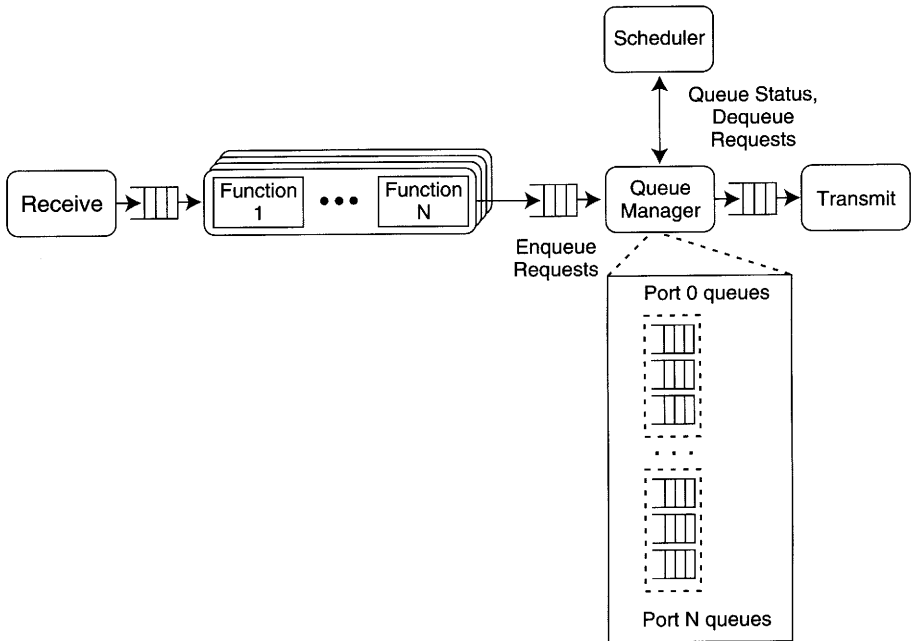 Scheduler
Queue Status,
Dequeue
Requests
Receive
Function
1
Function
N
Enqueue
Requests
Queue
Manager
Transmit
Port 0 queues
Port N queues